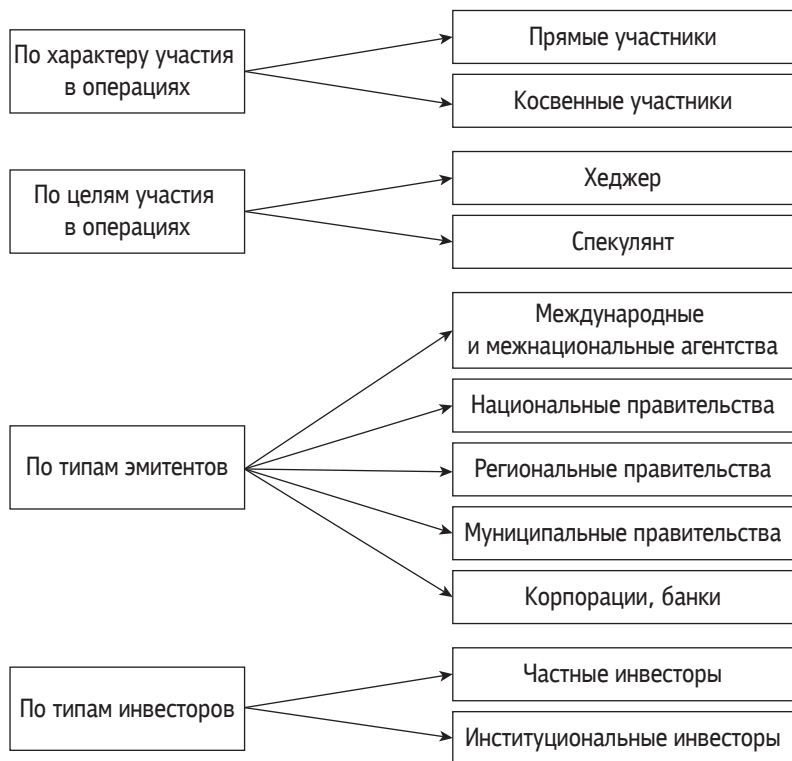 По характеру участия
в операциях
Прямые участники
Косвенные участники
По целям участия
в операциях
Хеджер
Спекулянт
По типам эмитентов
Международные
и межнациональные агентства
Национальные правительства
Региональные правительства
Муниципальные правительства
Корпорации, банки
По типам инвесторов
Частные инвесторы
Институциональные инвесторы